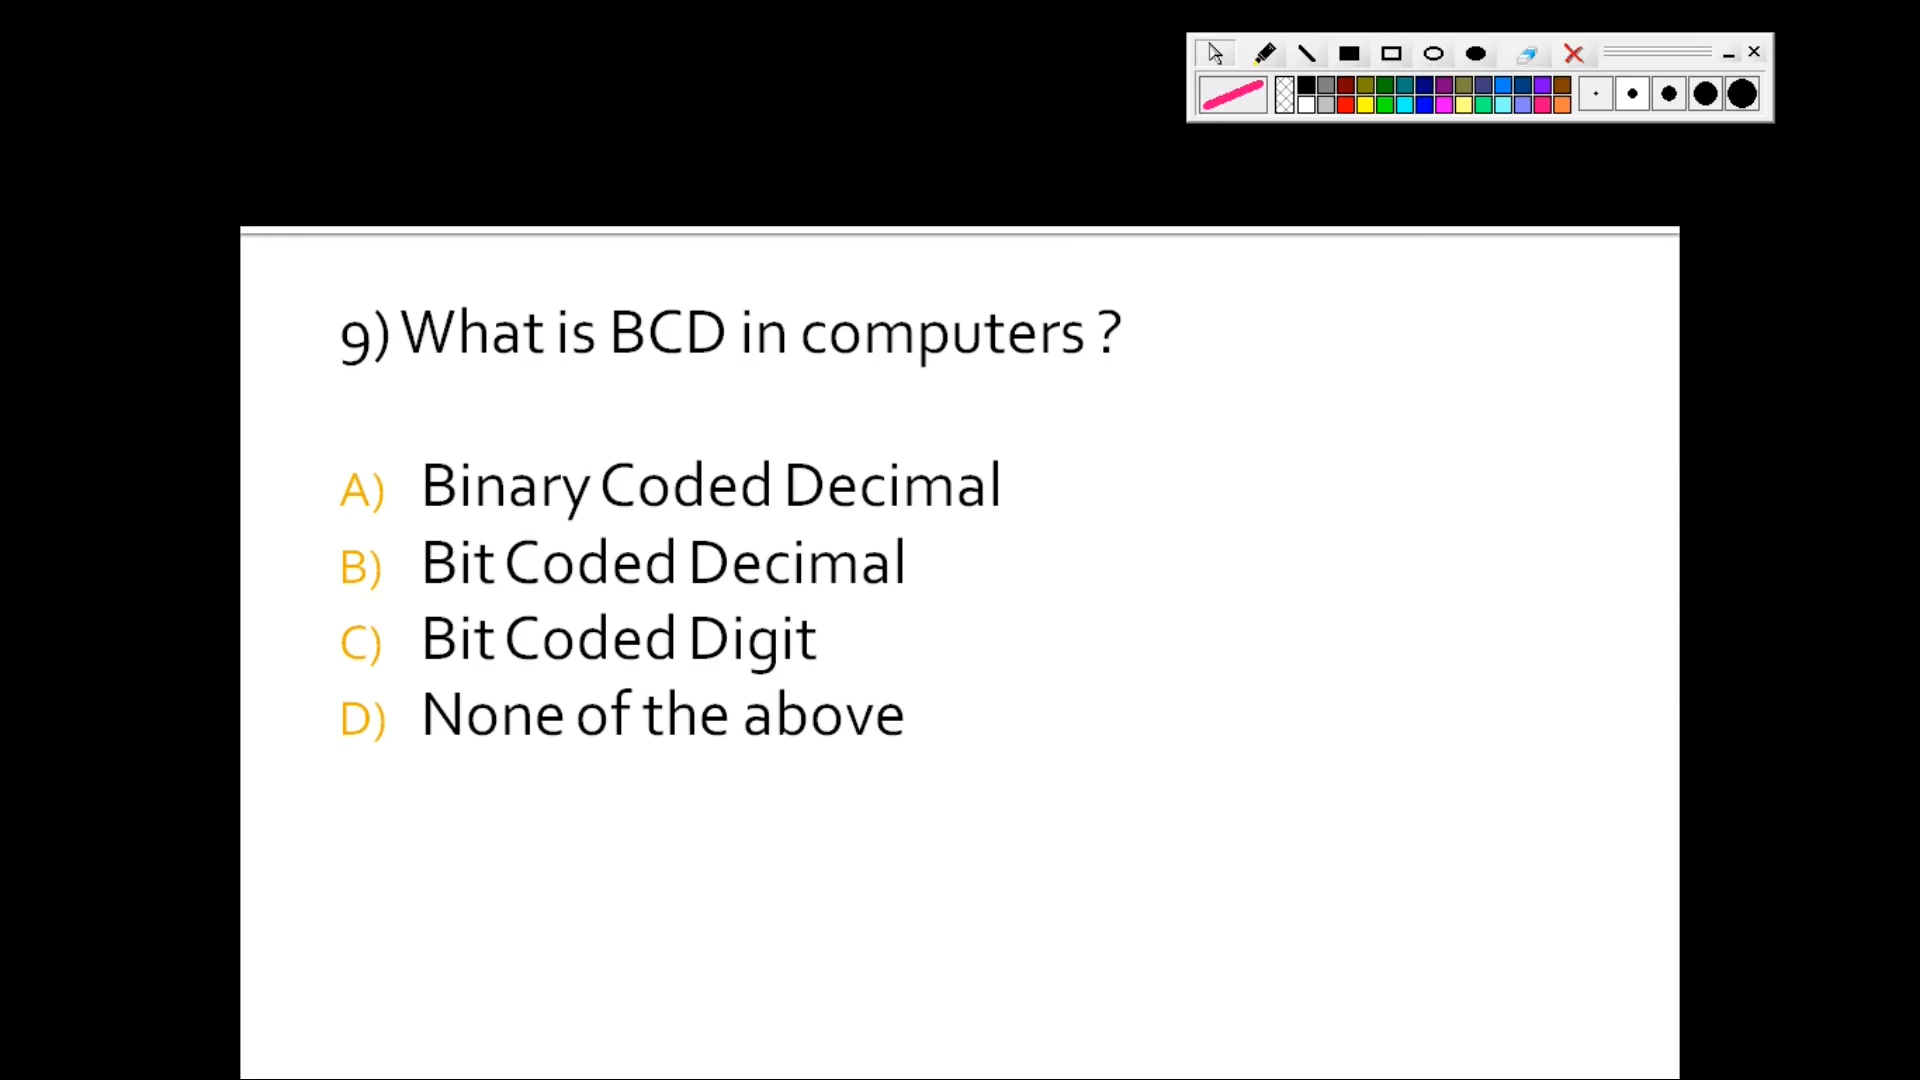 9) What is BCD in computers ?
A) Binary Coded Decimal
B) Bit Coded Decimal
C) Bit Coded Digit
D) None of the above